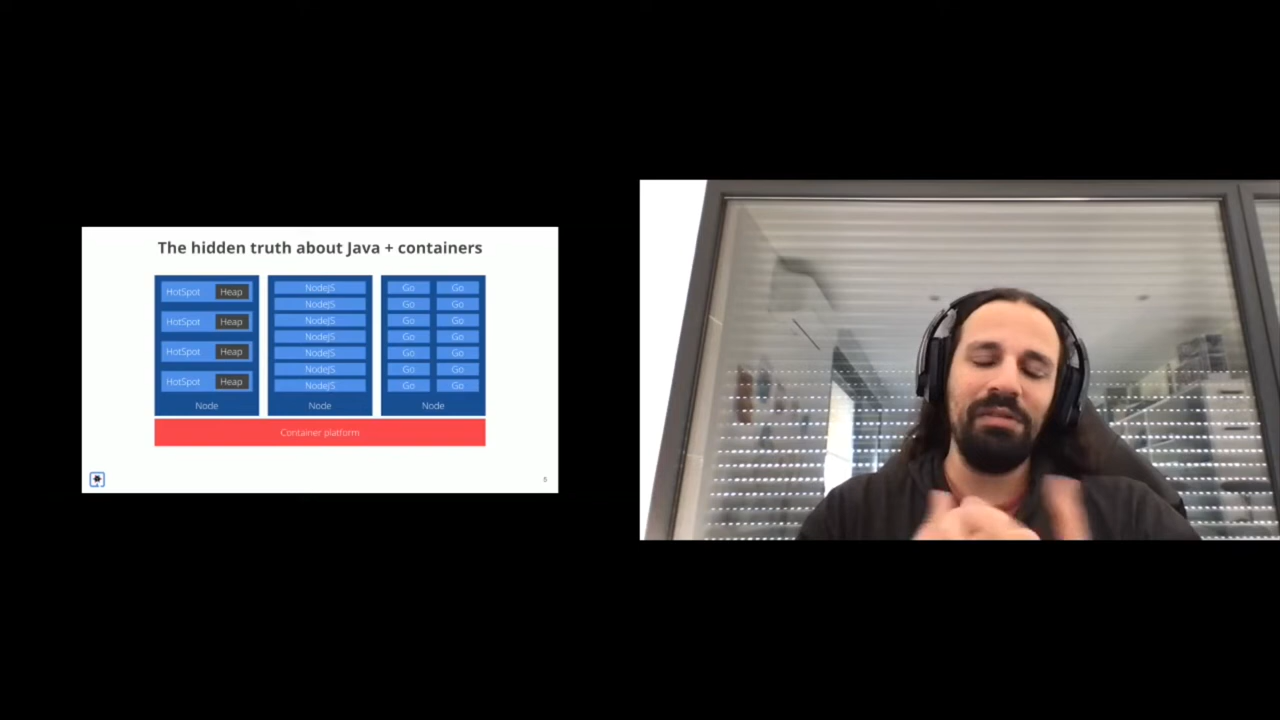 The hidden truth about Java + containers
HotSpot Heap
HotSpot Heap
HotSpot Heap
HotSpot Heap
Node
NodeJS
NodeJS
NodeJS
NodeJS
NodeJS
NodeJS
NodeJS
Node
Go Go
Go Go
Go Go
Go Go
Go Go
Go Go
Go Go
Node
Container platform
5